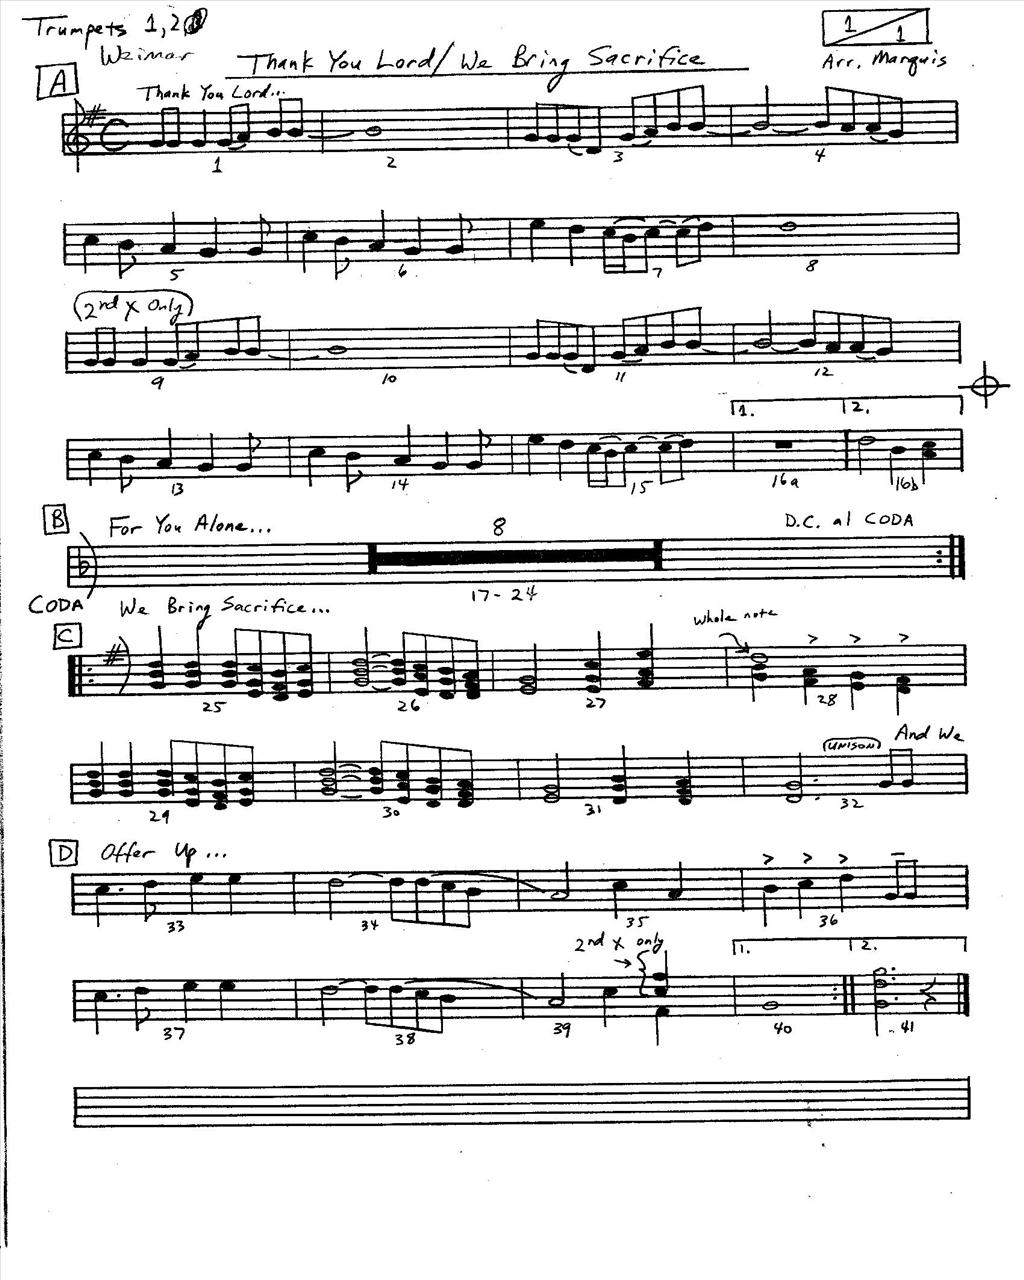 Trumpets 1,2,
Weimar
Thank You Lord/We Bring Sacrifice
1/1
Arr. Marquis
A
Thank You Lord...
1 2 3 4
5 6 7 8
(2nd X Only)
9 10 11 12
1. 2.
13 14 15 16a 16b
B For You Alone... 8 D.C. al CODA
17-24
CODA We Bring Sacrifice...
whole note
C
25 26 27 28
(UNISON) And We
29 30 31 32
D Offer Up...
33 34 35 36
2nd X only 1. 2.
37 38 39 40 41